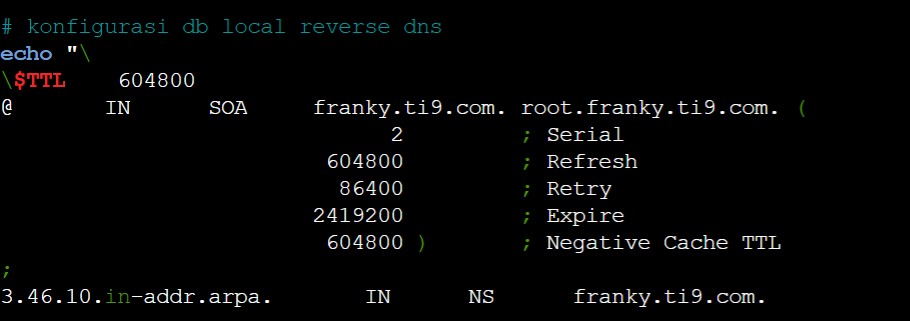 # konfigurasi db local reverse dns
echo "\
\$TTL    604800
@       IN      SOA     franky.ti9.com. root.franky.ti9.com. (
                              2         ; Serial
                         604800         ; Refresh
                          86400         ; Retry
                        2419200         ; Expire
                         604800 )       ; Negative Cache TTL
;
3.46.10.in-addr.arpa.       IN      NS      franky.ti9.com.